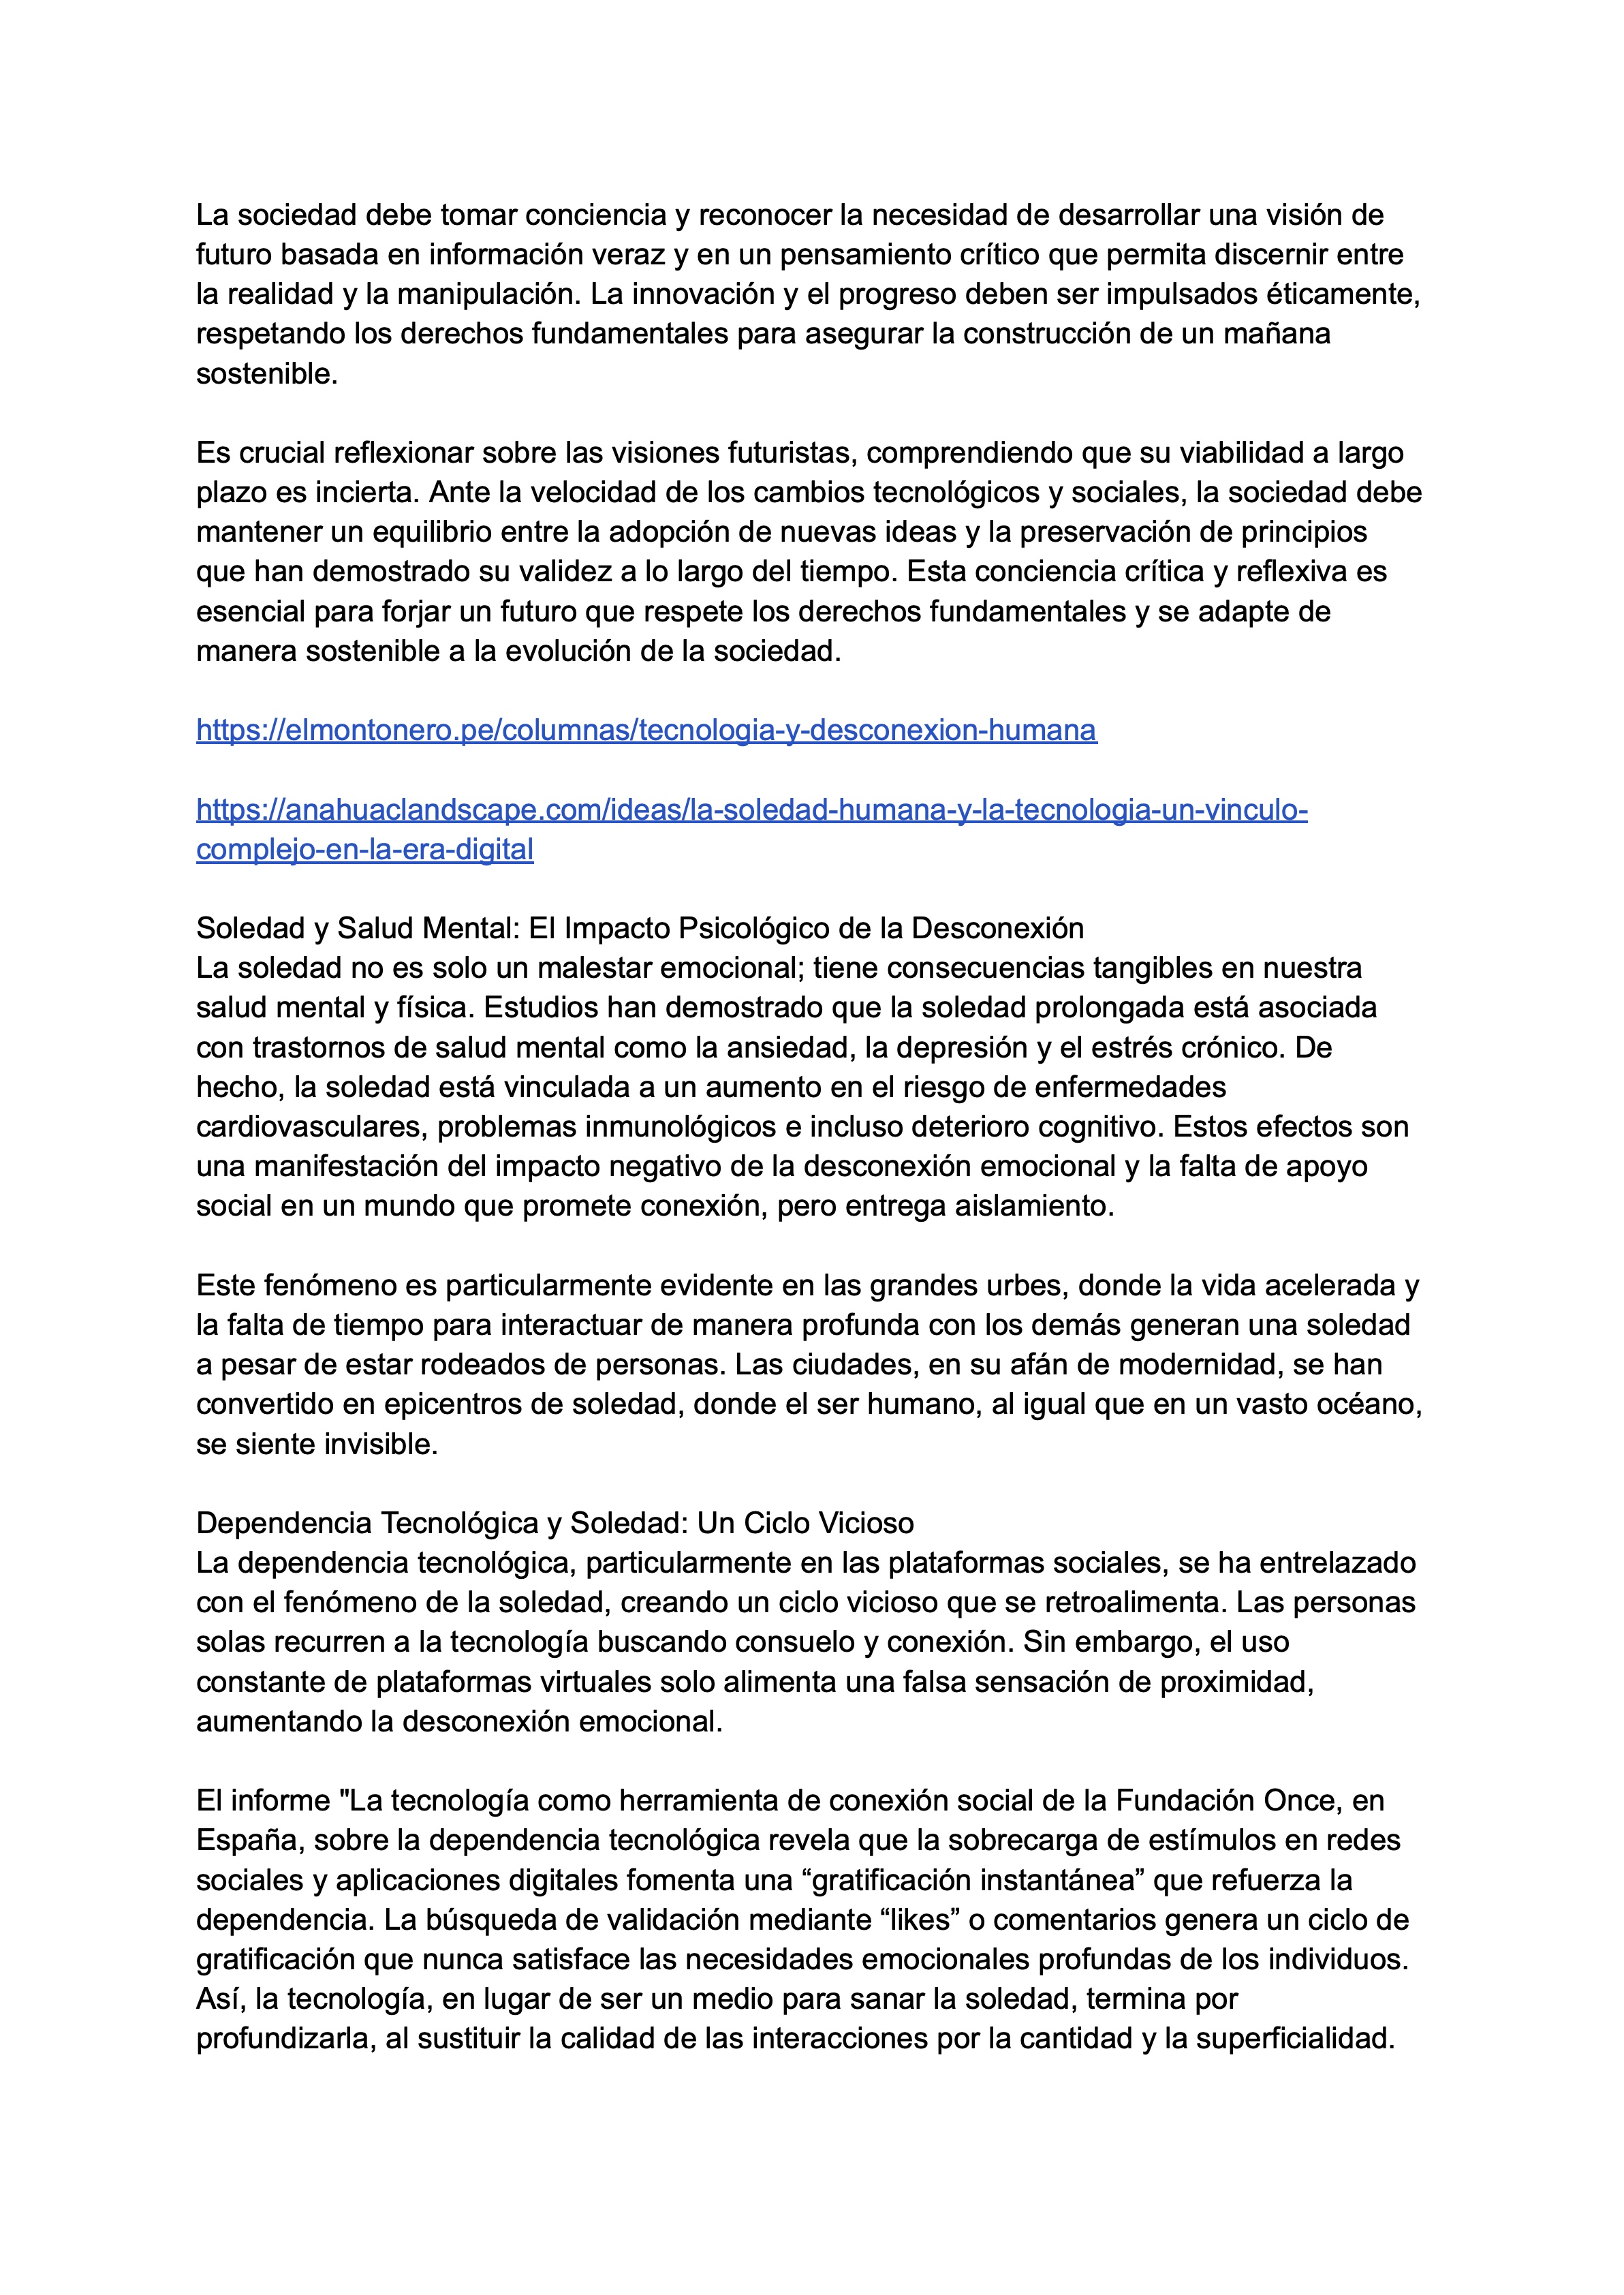 La sociedad debe tomar conciencia y reconocer la necesidad de desarrollar una visión de
futuro basada en información veraz y en un pensamiento crítico que permita discernir entre
la realidad y la manipulación. La innovación y el progreso deben ser impulsados éticamente,
respetando los derechos fundamentales para asegurar la construcción de un mañana
sostenible.
Es crucial reflexionar sobre las visiones futuristas, comprendiendo que su viabilidad a largo
plazo es incierta. Ante la velocidad de los cambios tecnológicos y sociales, la sociedad debe
mantener un equilibrio entre la adopción de nuevas ideas y la preservación de principios
que han demostrado su validez a lo largo del tiempo. Esta conciencia crítica y reflexiva es
esencial para forjar un futuro que respete los derechos fundamentales y se adapte de
manera sostenible a la evolución de la sociedad.
https://elmontonero.pe/columnas/tecnologia-y-desconexion-humana
https://anahuaclandscape.com/ideas/la-soledad-humana-y-la-tecnologia-un-vinculo-
complejo-en-la-era-digital
Soledad y Salud Mental: El Impacto Psicológico de la Desconexión
La soledad no es solo un malestar emocional; tiene consecuencias tangibles en nuestra
salud mental y física. Estudios han demostrado que la soledad prolongada está asociada
con trastornos de salud mental como la ansiedad, la depresión y el estrés crónico. De
hecho, la soledad está vinculada a un aumento en el riesgo de enfermedades
cardiovasculares, problemas inmunológicos e incluso deterioro cognitivo. Estos efectos son
una manifestación del impacto negativo de la desconexión emocional y la falta de apoyo
social en un mundo que promete conexión, pero entrega aislamiento.
Este fenómeno es particularmente evidente en las grandes urbes, donde la vida acelerada y
la falta de tiempo para interactuar de manera profunda con los demás generan una soledad
a pesar de estar rodeados de personas. Las ciudades, en su afán de modernidad, se han
convertido en epicentros de soledad, donde el ser humano, al igual que en un vasto océano,
se siente invisible.
Dependencia Tecnológica y Soledad: Un Ciclo Vicioso
La dependencia tecnológica, particularmente en las plataformas sociales, se ha entrelazado
con el fenómeno de la soledad, creando un ciclo vicioso que se retroalimenta. Las personas
solas recurren a la tecnología buscando consuelo y conexión. Sin embargo, el uso
constante de plataformas virtuales solo alimenta una falsa sensación de proximidad,
aumentando la desconexión emocional.
El informe "La tecnología como herramienta de conexión social de la Fundación Once, en
España, sobre la dependencia tecnológica revela que la sobrecarga de estímulos en redes
sociales y aplicaciones digitales fomenta una “gratificación instantánea” que refuerza la
dependencia. La búsqueda de validación mediante “likes” o comentarios genera un ciclo de
gratificación que nunca satisface las necesidades emocionales profundas de los individuos.
Así, la tecnología, en lugar de ser un medio para sanar la soledad, termina por
profundizarla, al sustituir la calidad de las interacciones por la cantidad y la superficialidad.